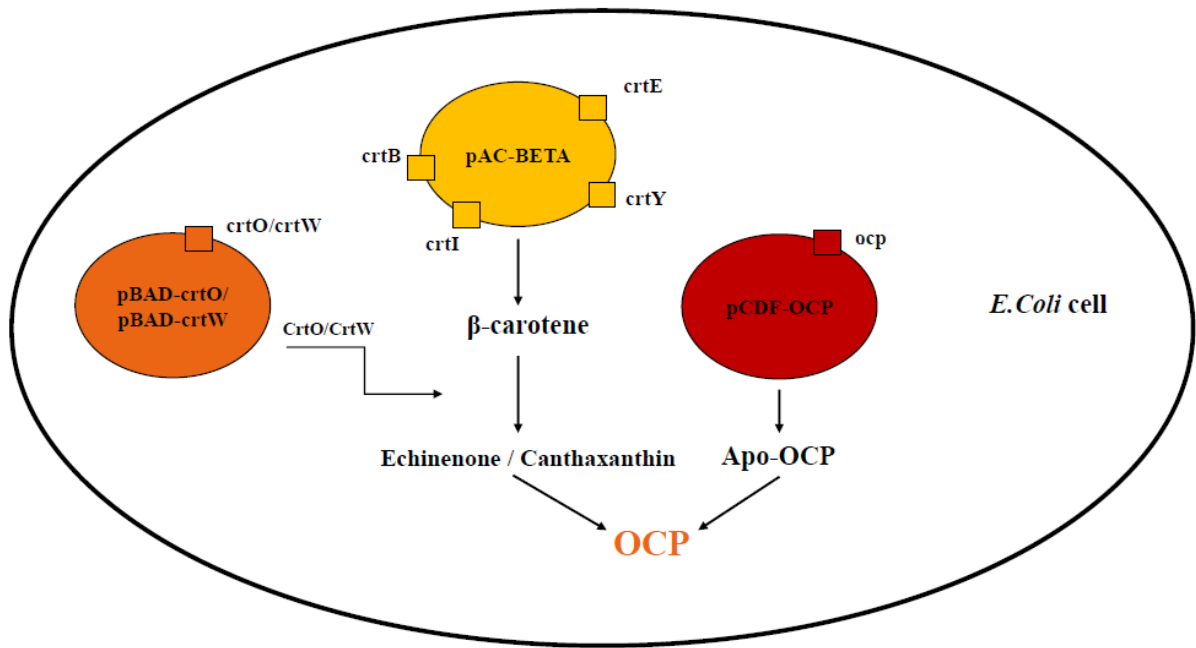 crtE
crtB
pAC-BETA
crtY
crtI
crtO/crtW
ocp
pBAD-crtO/
pBAD-crtW
pCDF-OCP
E.Coli cell
CrtO/CrtW
β-carotene
Echinenone / Canthaxanthin
Apo-OCP
OCP